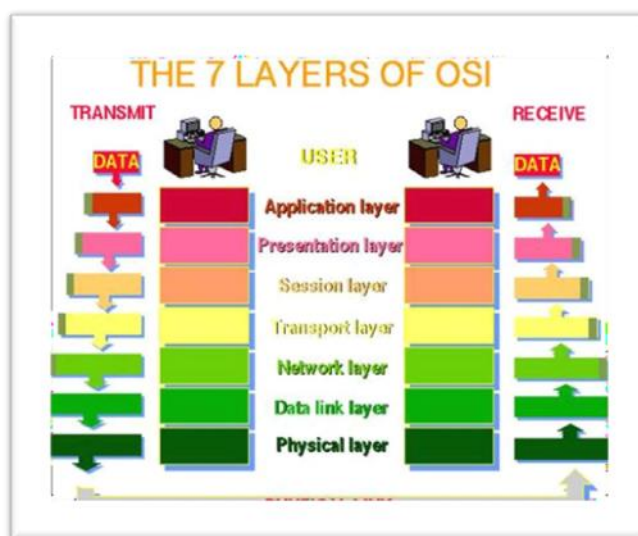 THE 7 LAYERS OF OSI
TRANSMIT
RECEIVE
DATA
USER
DATA
Application layer
Presentation layer
Session layer
Transport layer
Network layer
Data link layer
Physical layer